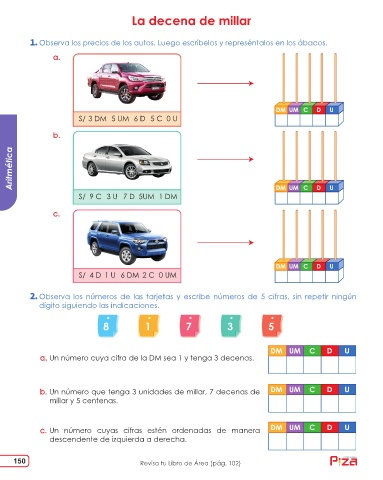 La decena de millar
1. Observa los precios de los autos. Luego escríbelos y represéntalos en los ábacos.
a.
DM UM C D U
S/ 3 DM 5 UM 6 D 5 C 0 U
b.
DM UM C D U
S/ 9 C 3 U 7 D 5UM 1 DM
c.
DM UM C D U
S/ 4 D 1 U 6 DM 2 C 0 UM
Aritmética
2. Observa los números de las tarjetas y escribe números de 5 cifras, sin repetir ningún
dígito siguiendo las indicaciones.
8 1 7 3 5
DM UM C D U
a. Un número cuya cifra de la DM sea 1 y tenga 3 decenas.
DM UM C D U
b. Un número que tenga 3 unidades de millar, 7 decenas de
millar y 5 centenas.
DM UM C D U
c. Un número cuyas cifras estén ordenadas de manera
descendente de izquierda a derecha.
150
Revisa tu Libro de Área (pág. 102)